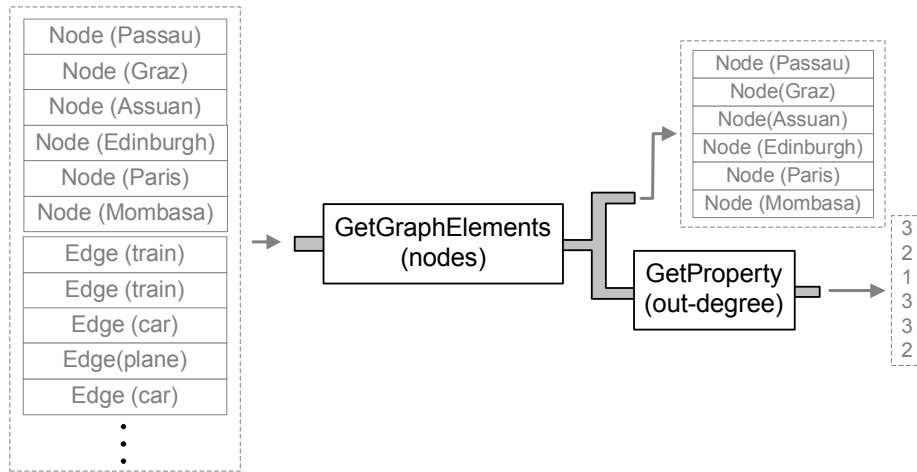 Node (Passau)
Node (Graz)
Node (Assuan)
Node (Edinburgh)
Node (Paris)
Node (Mombasa)
Edge (train)
Edge (train)
Edge (car)
Edge(plane)
Edge (car)
GetGraphElements
(nodes)
Node (Passau)
Node(Graz)
Node(Assuan)
Node (Edinburgh)
Node (Paris)
Node (Mombasa)
GetProperty
(out-degree)
3
2
1
3
3
2